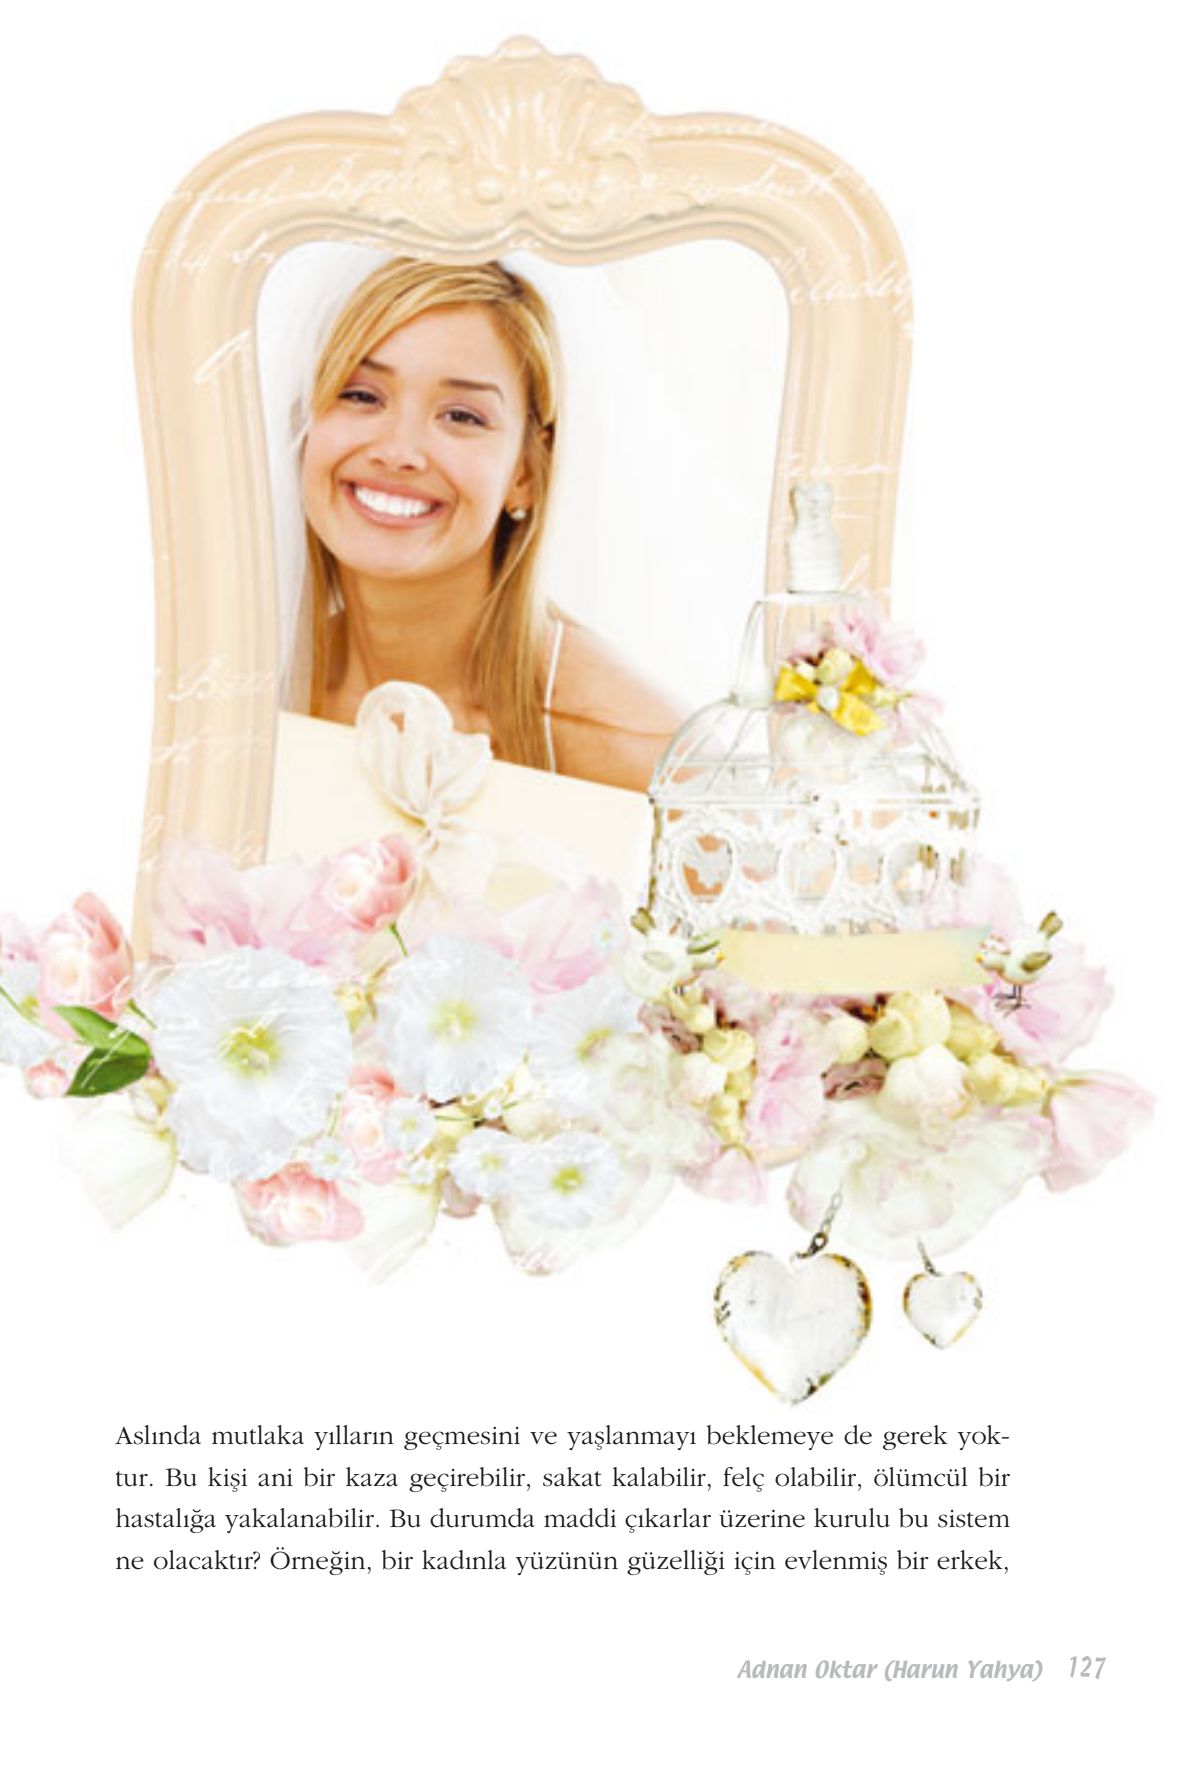 Aslında mutlaka yılların geçmesini ve yaşlanmayı beklemeye de gerek yok-
tur. Bu kişi ani bir kaza geçirebilir, sakat kalabilir, felç olabilir, ölümcül bir
hastalığa yakalanabilir. Bu durumda maddi çıkarlar üzerine kurulu bu sistem
ne olacaktır? Örneğin, bir kadınla yüzünün güzelliği için evlenmiş bir erkek,
Adnan Oktar (Harun Yahya) 127